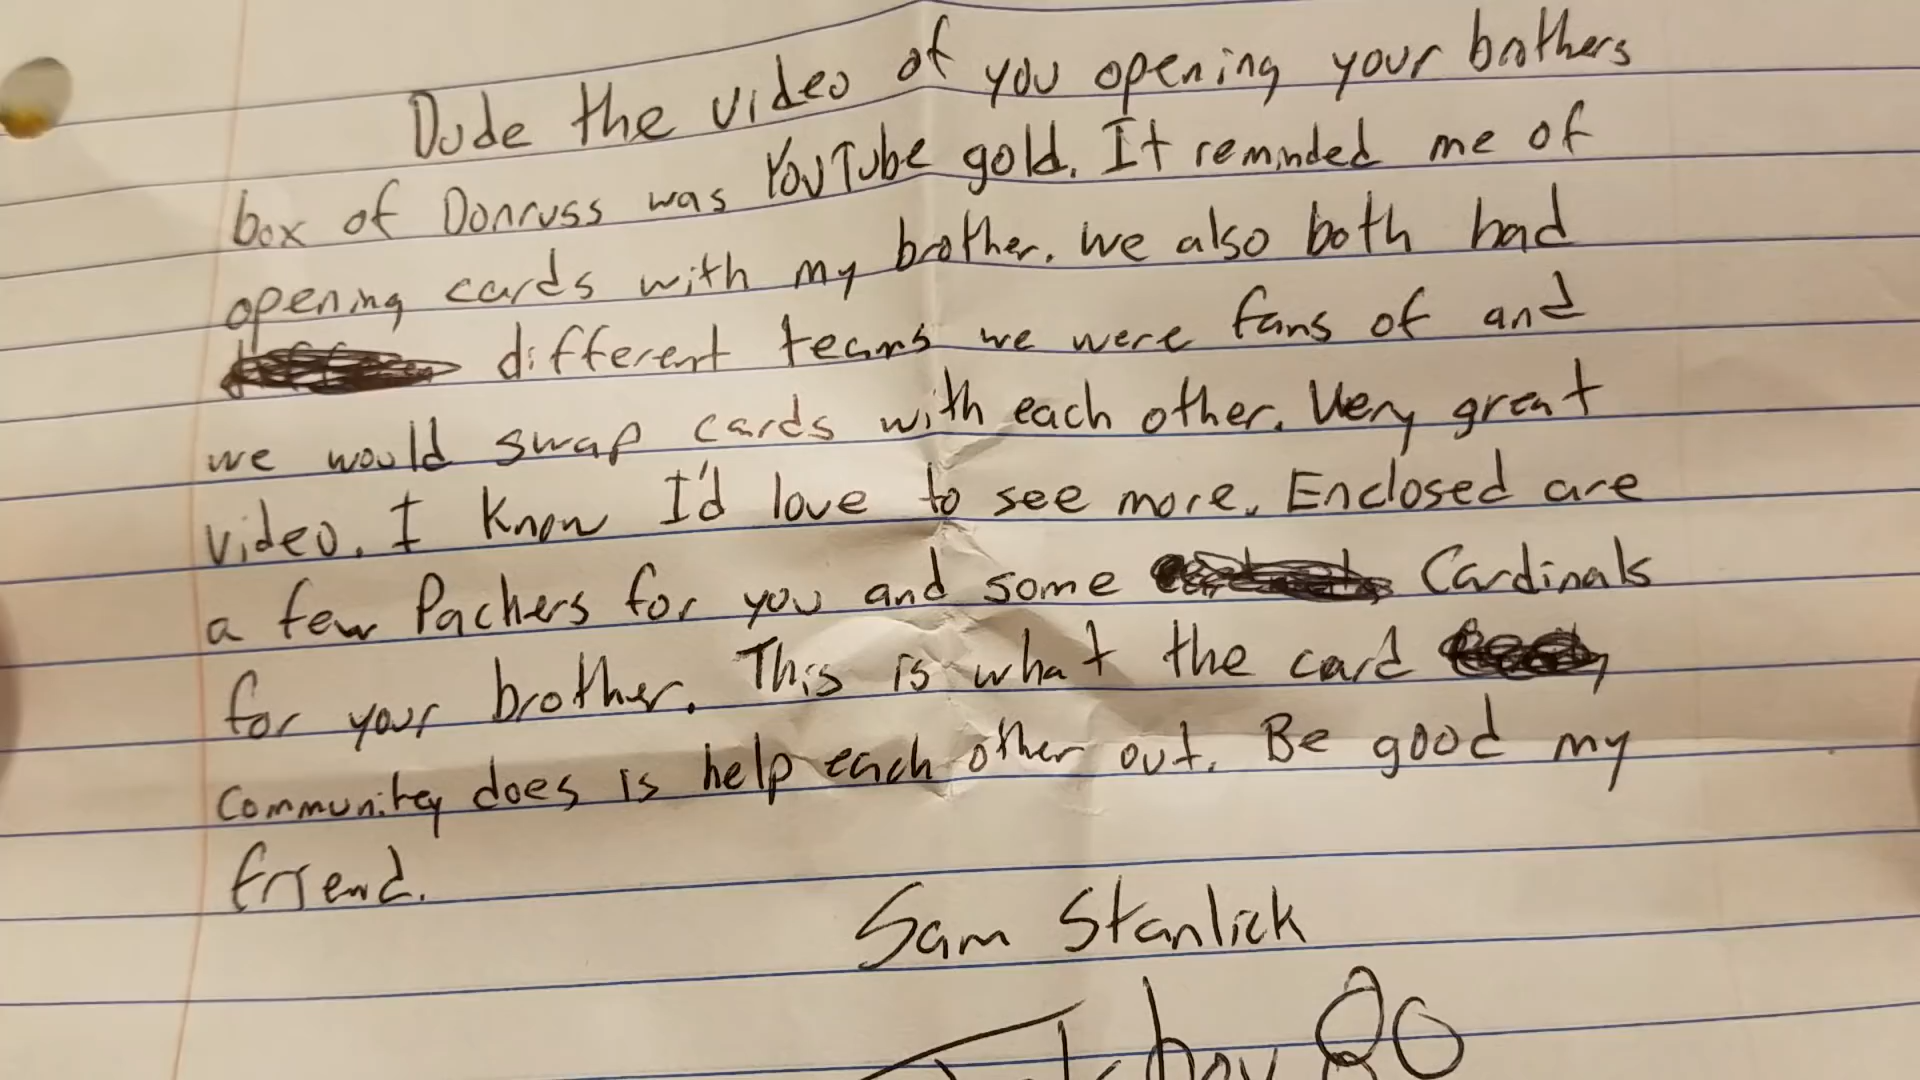 Dude the video of you opening your brothers
box of Donruss was YouTube gold. It reminded me of
opening cards with my brother. We also both had
different teams we were fans of and
we would swap cards with each other. Very great
video. I know I'd love to see more. Enclosed are
a few Packers for you and some Cardinals
for your brother. This is what the card
community does is help each other out. Be good my
friend.
Sam Stanlick
80